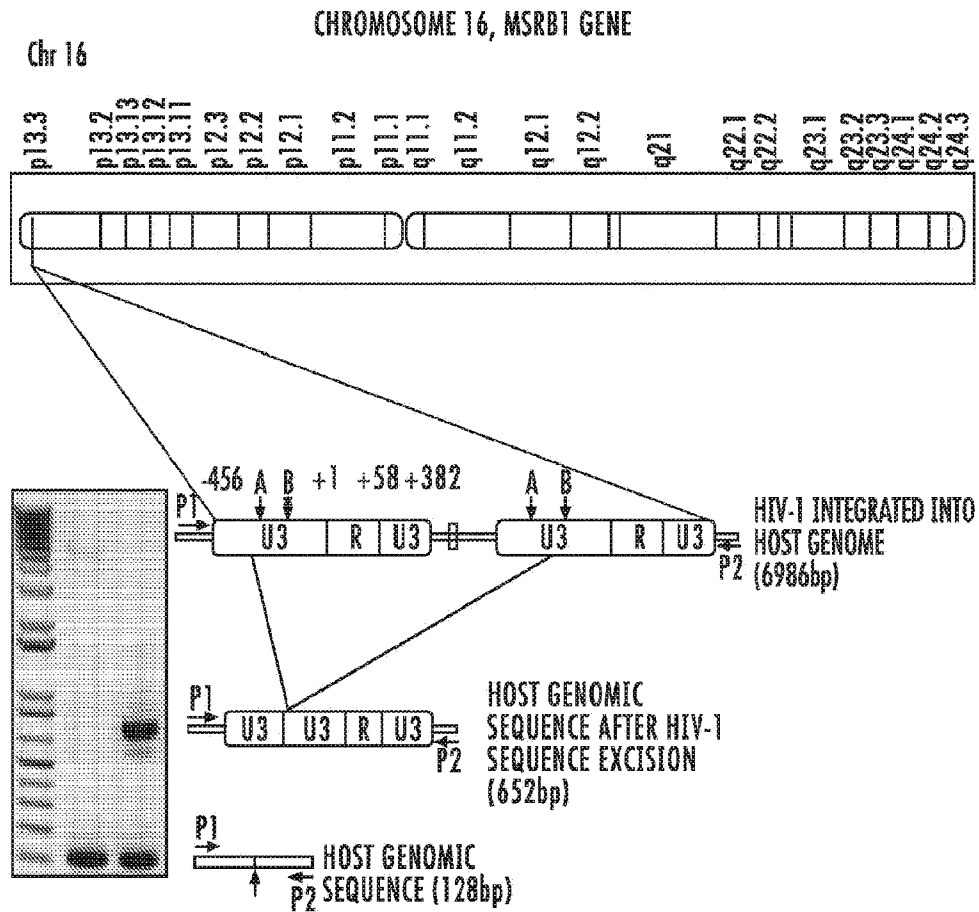 CHROMOSOME 16, MSRB1 GENE
Chr 16
p13.3 p13.2 p13.13 p13.12 p13.11 p12.3 p12.2 p12.1 p11.2 p11.1 q11.1 q11.2 q12.1 q12.2 q21 q22.1 q22.2 q23.1 q23.2 q23.3 q24.1 q24.2 q24.3
-456 A B +1 +58 +382 A B
P1
U3 R U3 U3 R U3
P2
HIV-1 INTEGRATED INTO
HOST GENOME
(6986bp)
P1
U3 U3 R U3
P2
HOST GENOMIC
SEQUENCE AFTER HIV-1
SEQUENCE EXCISION
(652bp)
P1
P2
HOST GENOMIC
SEQUENCE (128bp)